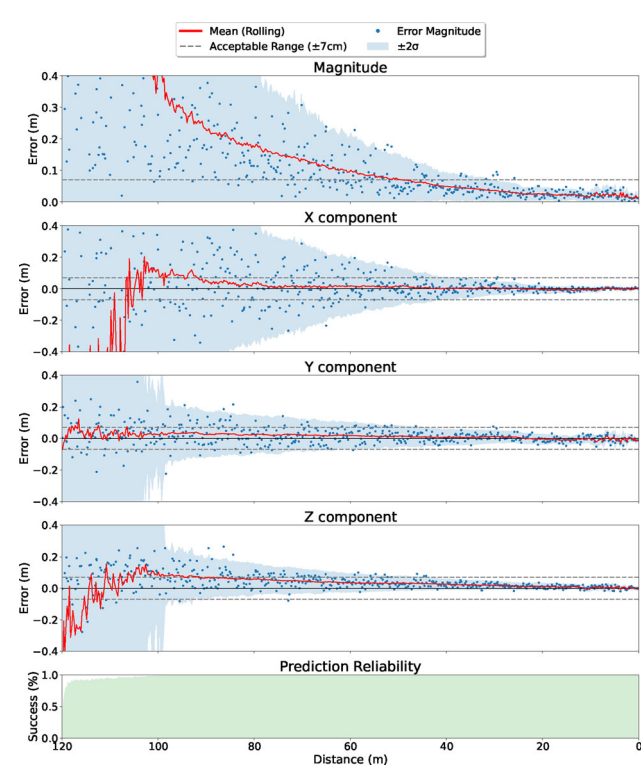 Mean (Rolling) Error Magnitude
Acceptable Range (±7cm) ±2σ
Magnitude
Error (m)
0.4
0.3
0.2
0.1
0.0
X component
Error (m)
0.4
0.2
0.0
−0.2
−0.4
Y component
Error (m)
0.4
0.2
0.0
−0.2
−0.4
Z component
Error (m)
0.4
0.2
0.0
−0.2
−0.4
Prediction Reliability
Success (%)
1.0
0.5
0.0
120 100 80 60 40 20 0
Distance (m)